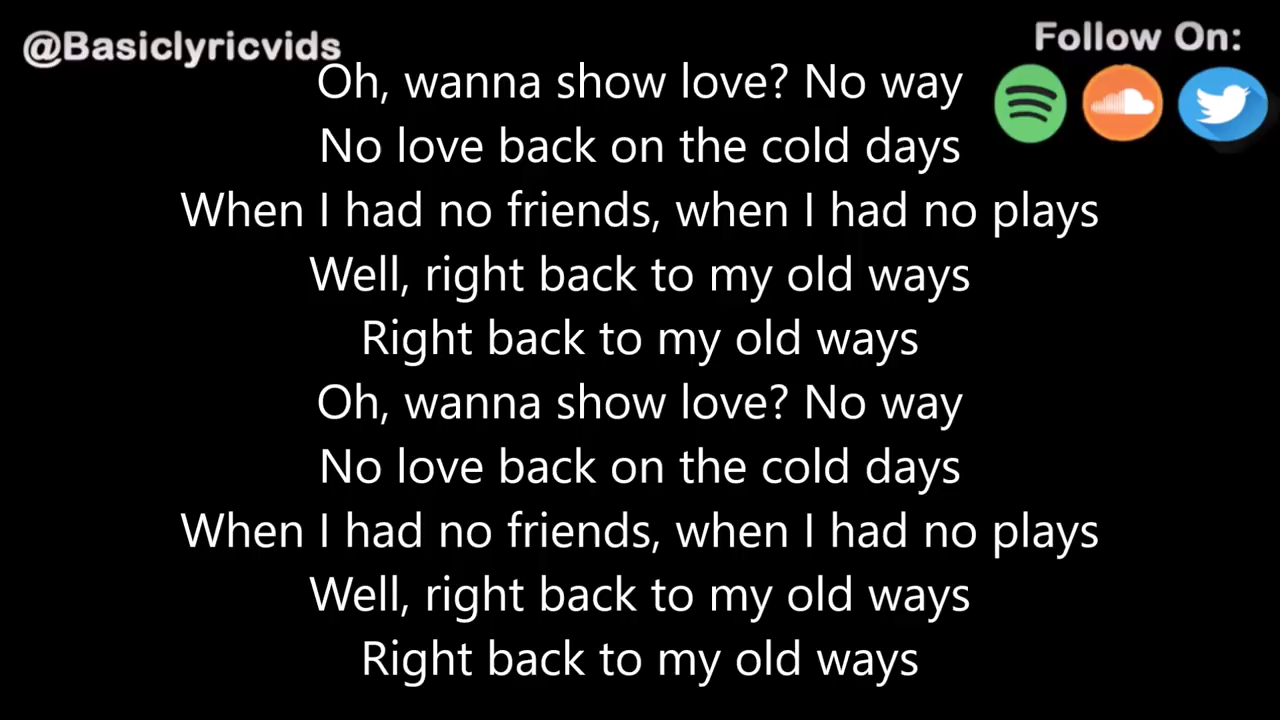 @Basiclyricvids
Follow On:
Oh, wanna show love? No way
No love back on the cold days
When I had no friends, when I had no plays
Well, right back to my old ways
Right back to my old ways
Oh, wanna show love? No way
No love back on the cold days
When I had no friends, when I had no plays
Well, right back to my old ways
Right back to my old ways